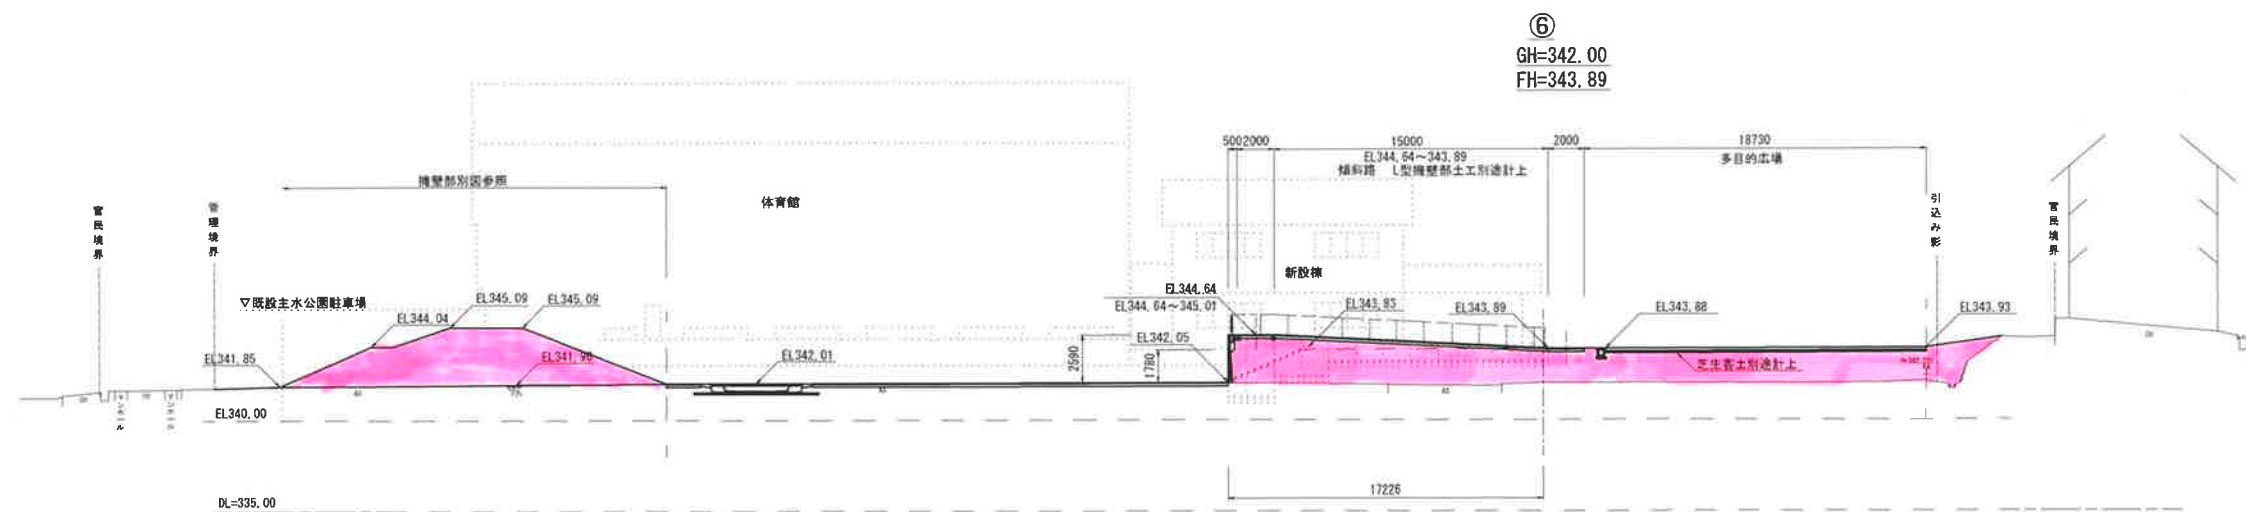 ⑥
GH=342.00
FH=343.89
5002000
15000
2000
18730
EL344.64～343.89
傾斜路 L型擁壁部土工別途計上
多目的広場
擁壁部別図参照
体育館
官民境界
管理境界
引込み影
官民境界
新設棟
▽既設主水公園駐車場
EL345.09
EL345.09
EL344.04
EL344.64
EL344.64～345.01
EL343.83
EL343.89
EL343.88
EL343.93
EL342.05
EL341.85
EL341.90
EL342.01
2590
1780
芝生客土別途計上
EL340.00
17226
DL=335.00